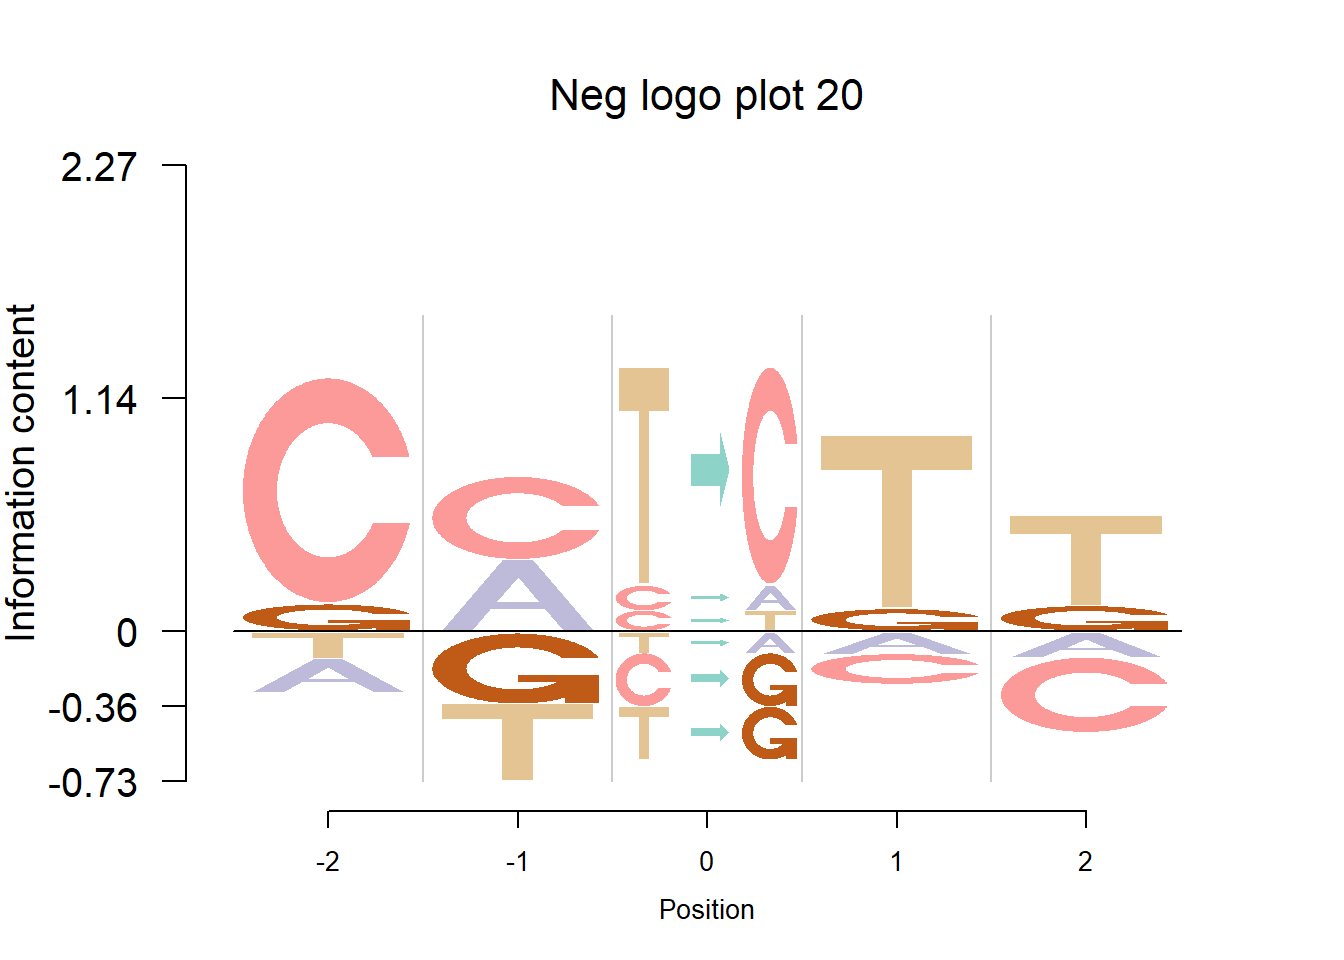 Neg logo plot 20
Information content
2.27
1.14
0
-0.36
-0.73
C G T A
C A G T
T C C T C T
C A T A G G
T G A C
T G A C
-2 -1 0 1 2
Position